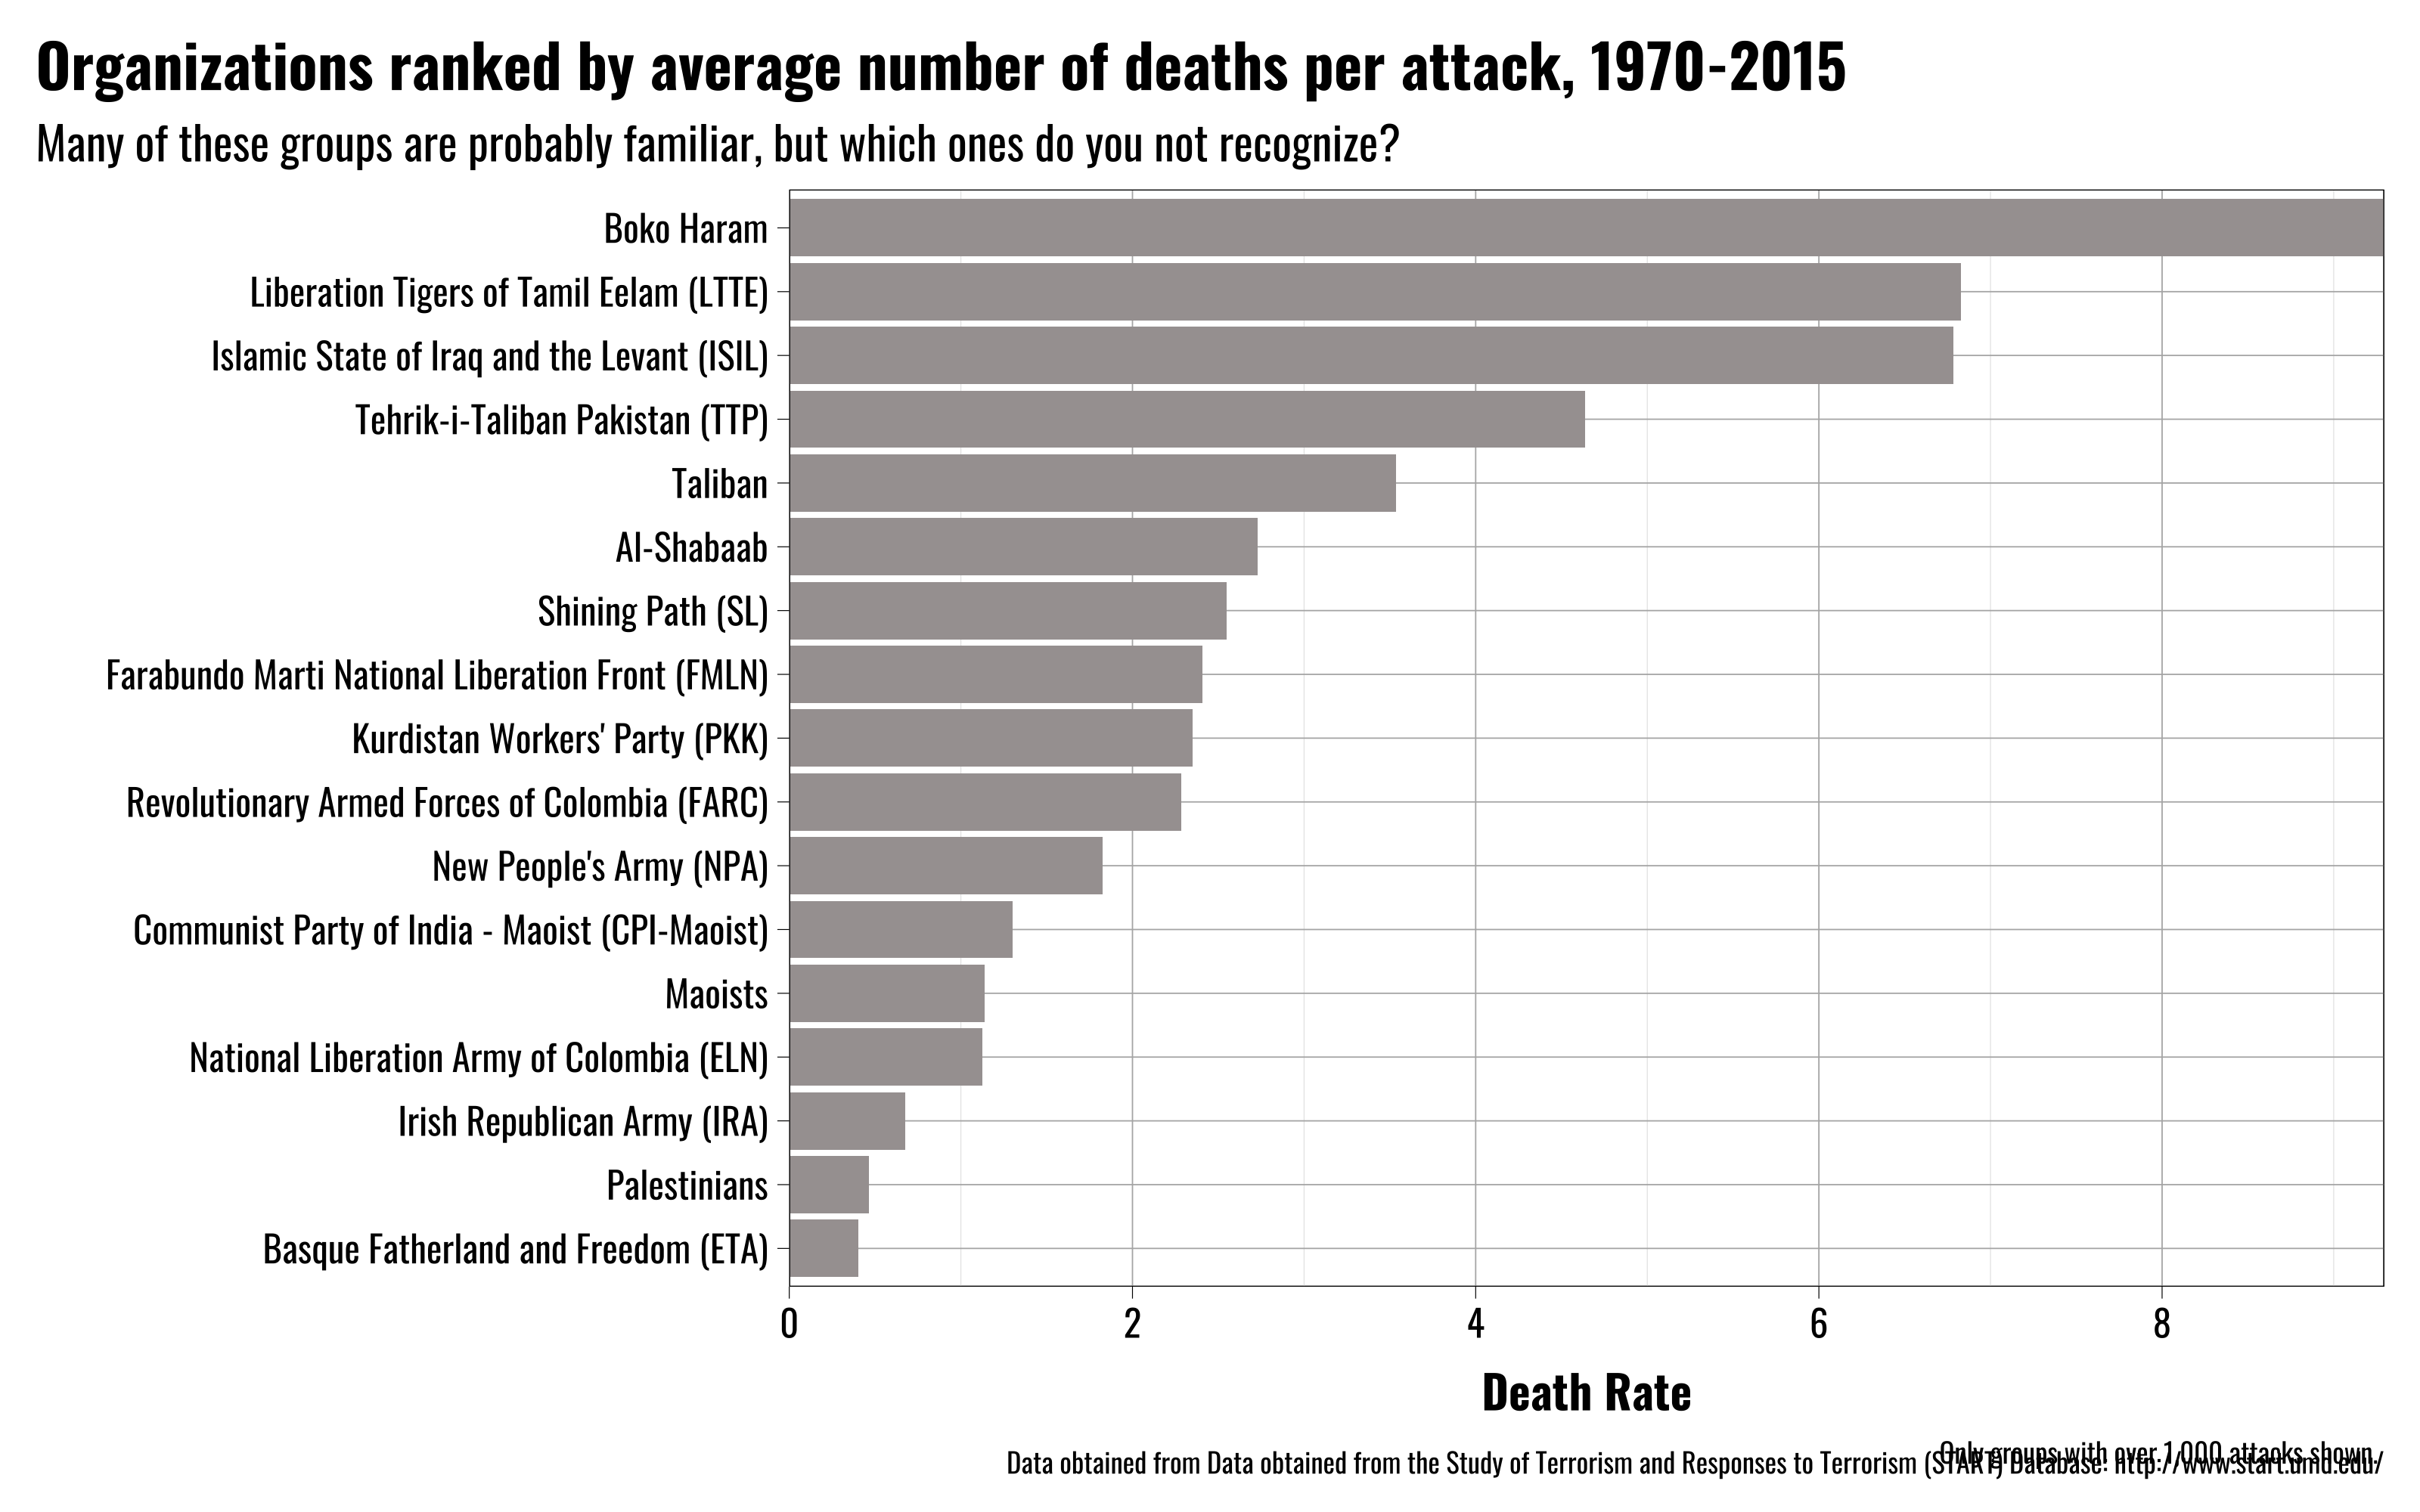 Organizations ranked by average number of deaths per attack, 1970-2015
Many of these groups are probably familiar, but which ones do you not recognize?
Boko Haram
Liberation Tigers of Tamil Eelam (LTTE)
Islamic State of Iraq and the Levant (ISIL)
Tehrik-i-Taliban Pakistan (TTP)
Taliban
Al-Shabaab
Shining Path (SL)
Farabundo Marti National Liberation Front (FMLN)
Kurdistan Workers' Party (PKK)
Revolutionary Armed Forces of Colombia (FARC)
New People's Army (NPA)
Communist Party of India - Maoist (CPI-Maoist)
Maoists
National Liberation Army of Colombia (ELN)
Irish Republican Army (IRA)
Palestinians
Basque Fatherland and Freedom (ETA)
0 2 4 6 8
Death Rate
Only groups with over 1,000 attacks shown.
Data obtained from Data obtained from the Study of Terrorism and Responses to Terrorism (START) Database: http://www.start.umd.edu/